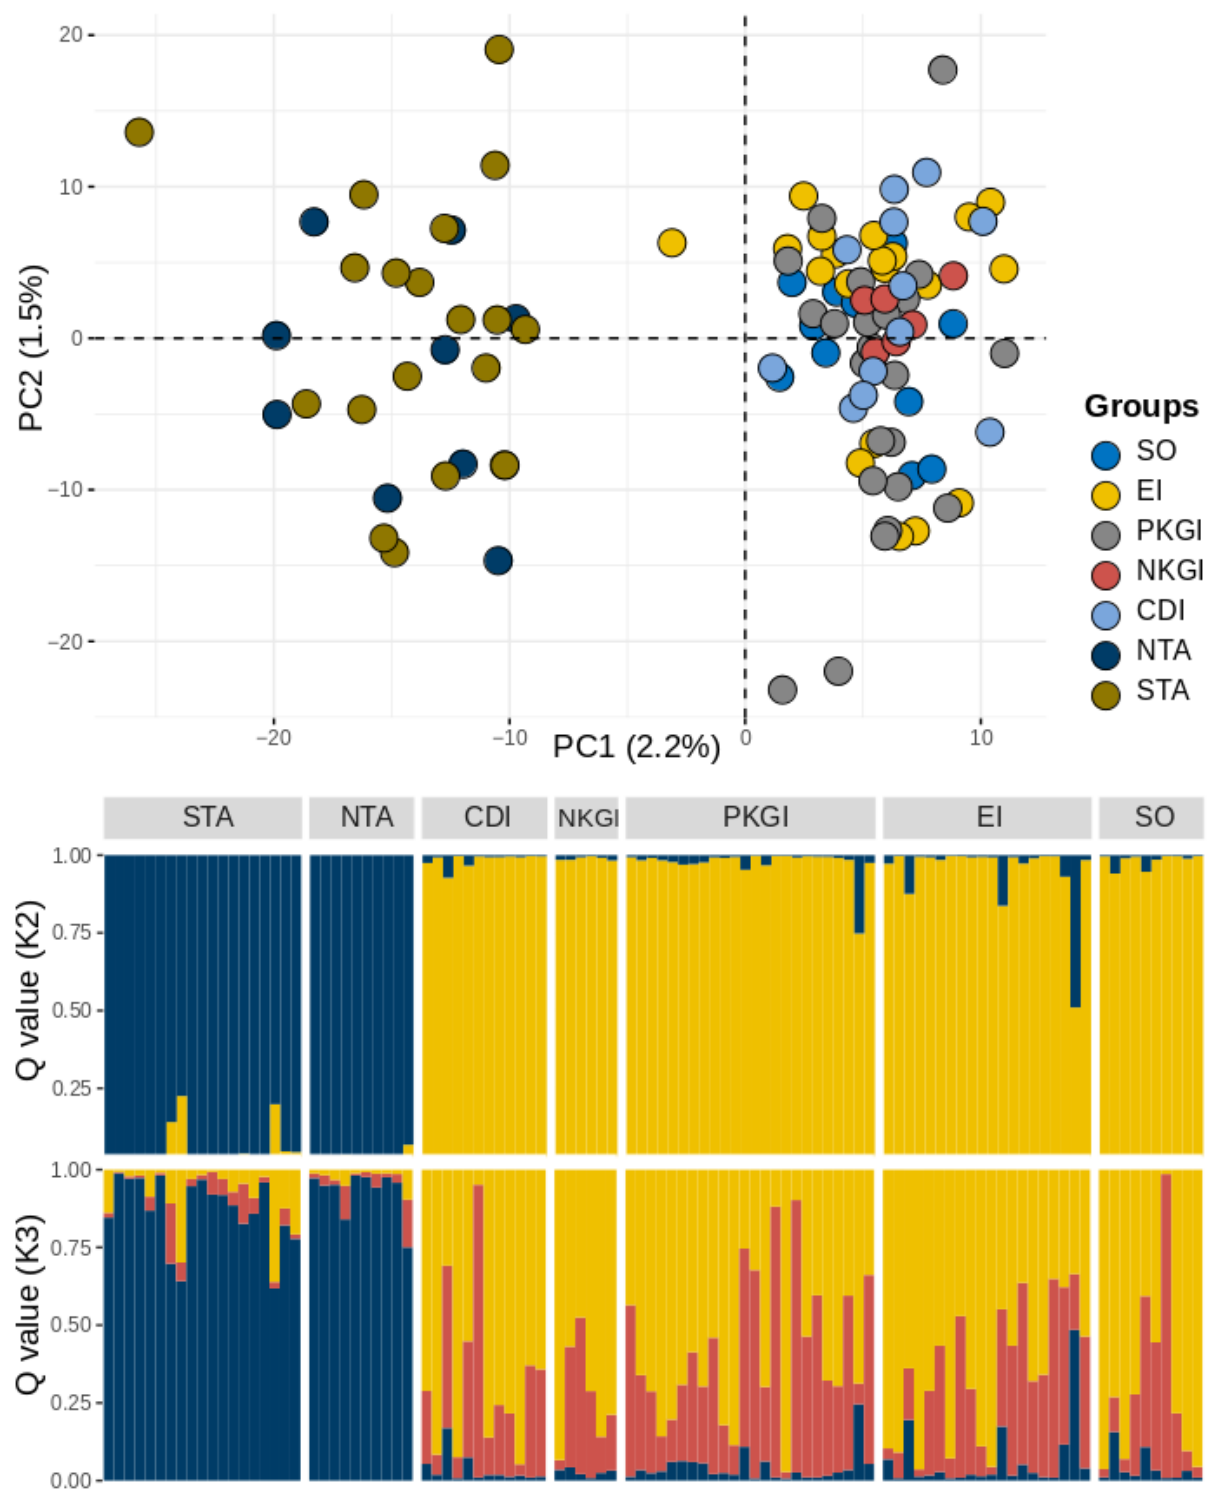 20
10
0
−10
−20
PC2 (1.5%)
−20
−10
0
10
PC1 (2.2%)
Groups
SO
EI
PKGI
NKGI
CDI
NTA
STA
STA NTA CDI NKGI PKGI EI SO
1.00
0.75
0.50
0.25
Q value (K2)
1.00
0.75
0.50
0.25
0.00
Q value (K3)